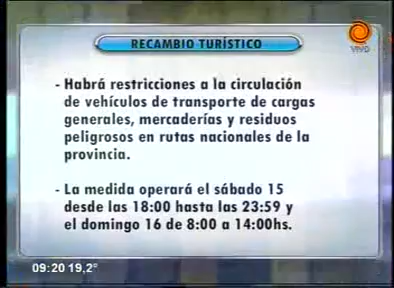 RECAMBIO TURÍSTICO
VIVO
- Habrá restricciones a la circulación
de vehículos de transporte de cargas
generales, mercaderías y residuos
peligrosos en rutas nacionales de la
provincia.
- La medida operará el sábado 15
desde las 18:00 hasta las 23:59 y
el domingo 16 de 8:00 a 14:00hs.
09:20 19,2°